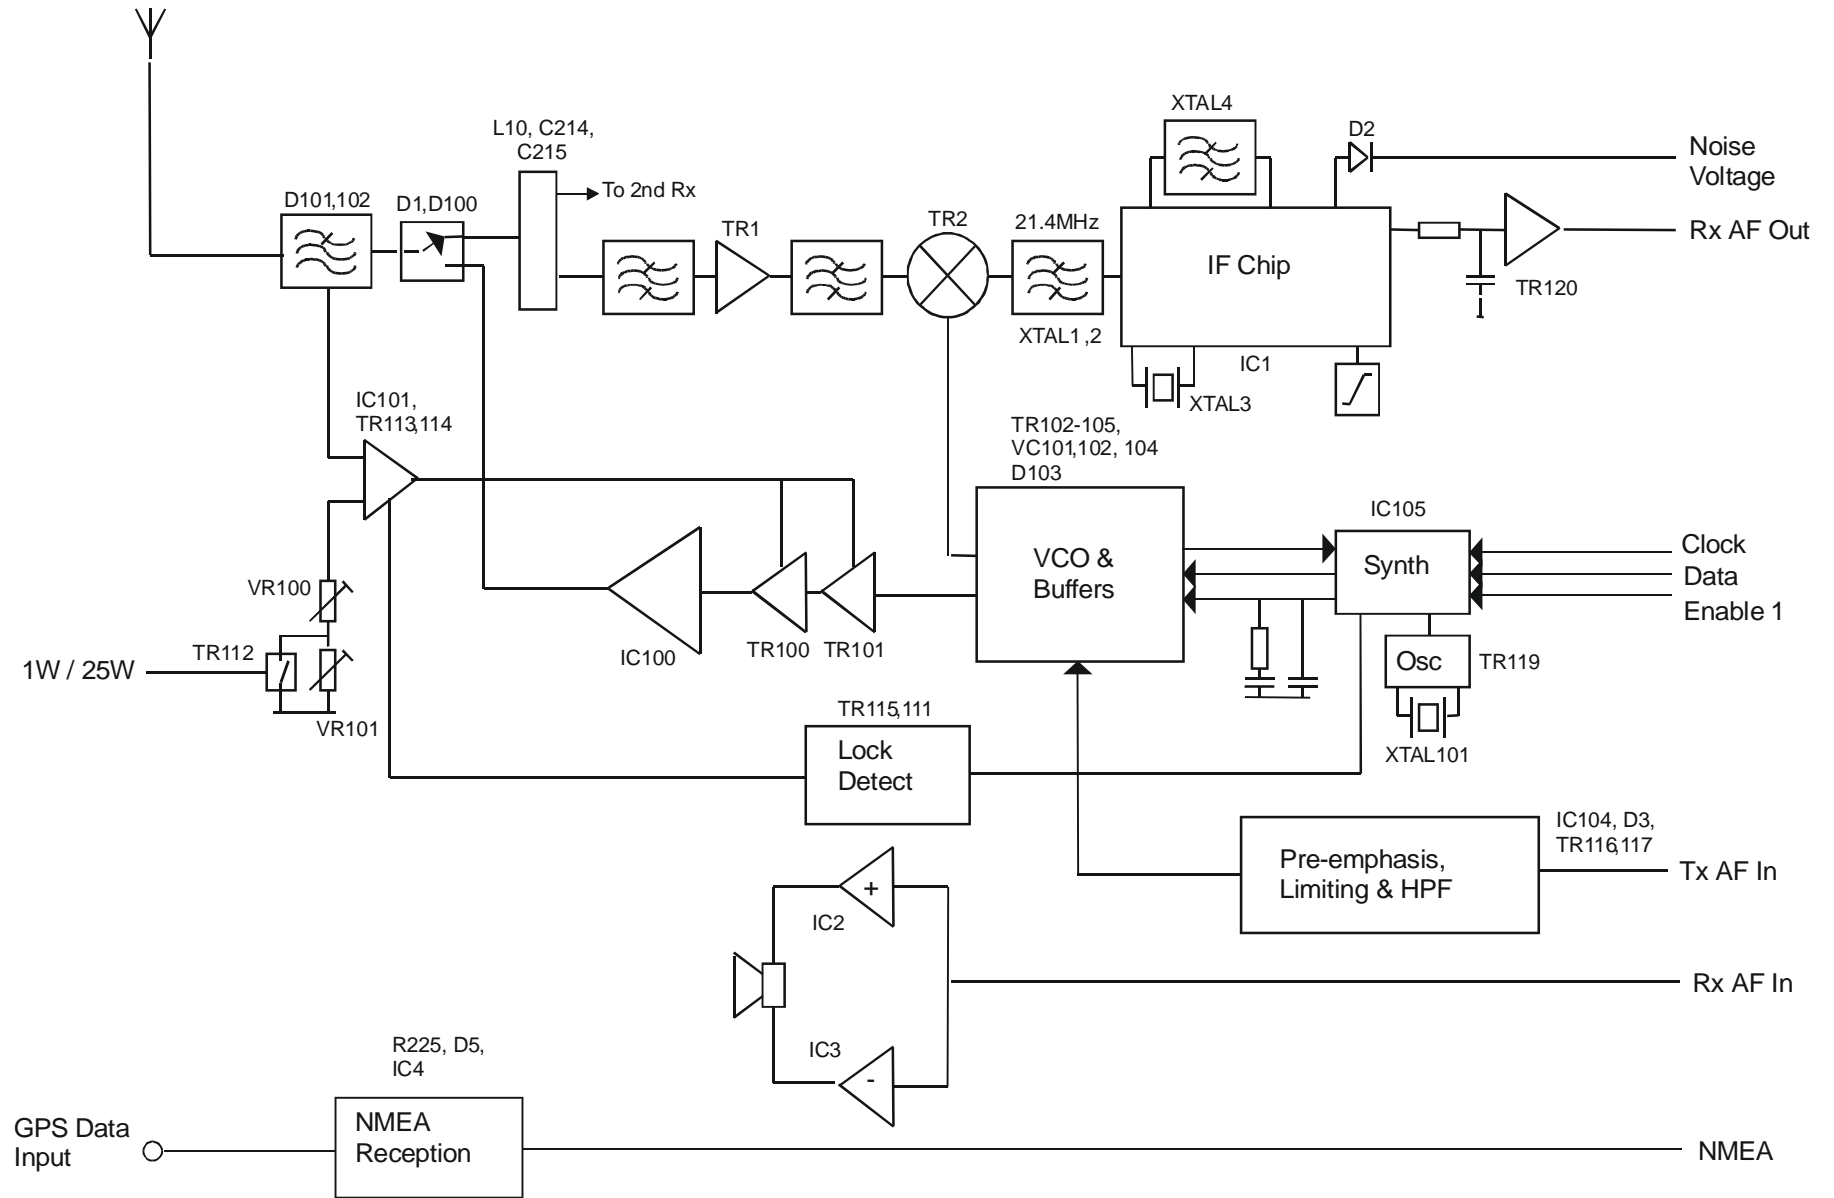 XTAL4
L10, C214,
C215
D2
Noise
Voltage
To 2nd Rx
D101,102
D1,D100
TR1
TR2
21.4MHz
Rx AF Out
IF Chip
TR120
XTAL1,2
IC1
XTAL3
IC101,
TR113,114
TR102-105,
VC101,102, 104
D103
IC105
VCO &
Buffers
Synth
Clock
Data
Enable 1
VR100
TR112
1W / 25W
IC100
TR100
TR101
Osc
TR119
VR101
TR115,111
Lock
Detect
XTAL101
IC104, D3,
TR116,117
Pre-emphasis,
Limiting & HPF
Tx AF In
+
IC2
Rx AF In
IC3
-
R225, D5,
IC4
GPS Data
Input
NMEA
Reception
NMEA